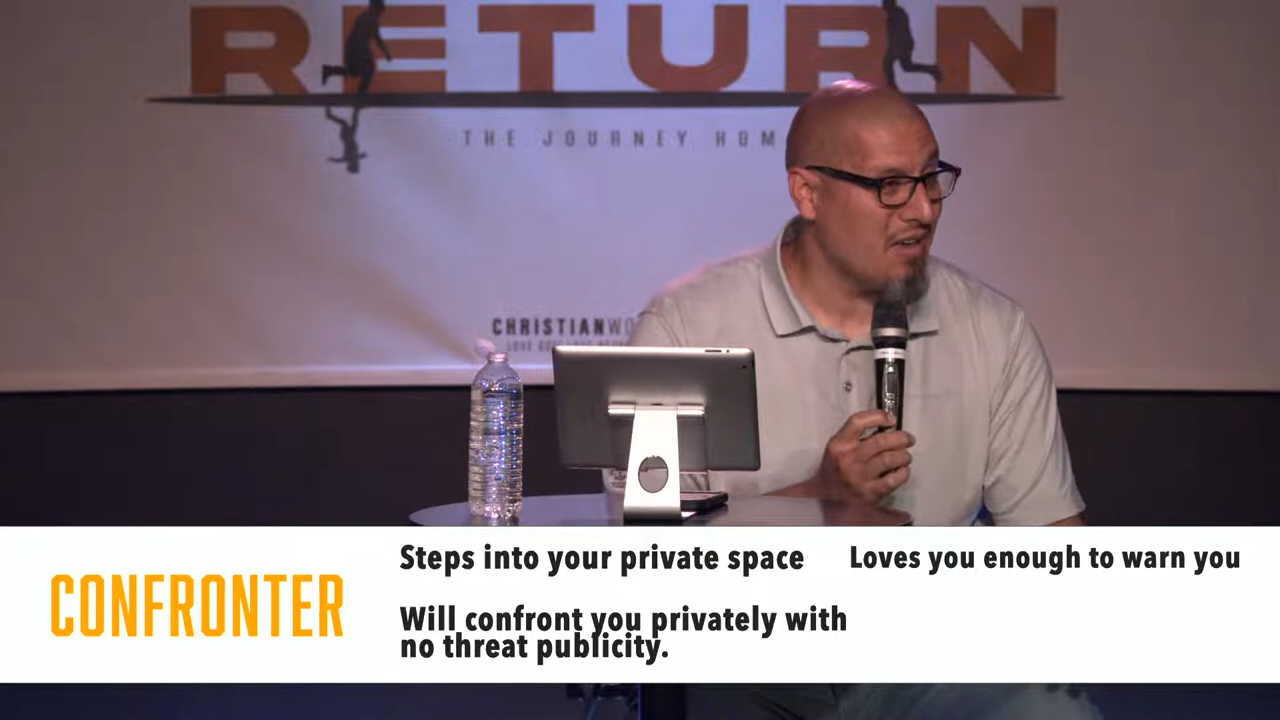 RETURN
THE JOURNEY HOM
CHRISTIANWO
CONFRONTER
Steps into your private space
Loves you enough to warn you
Will confront you privately with
no threat publicity.